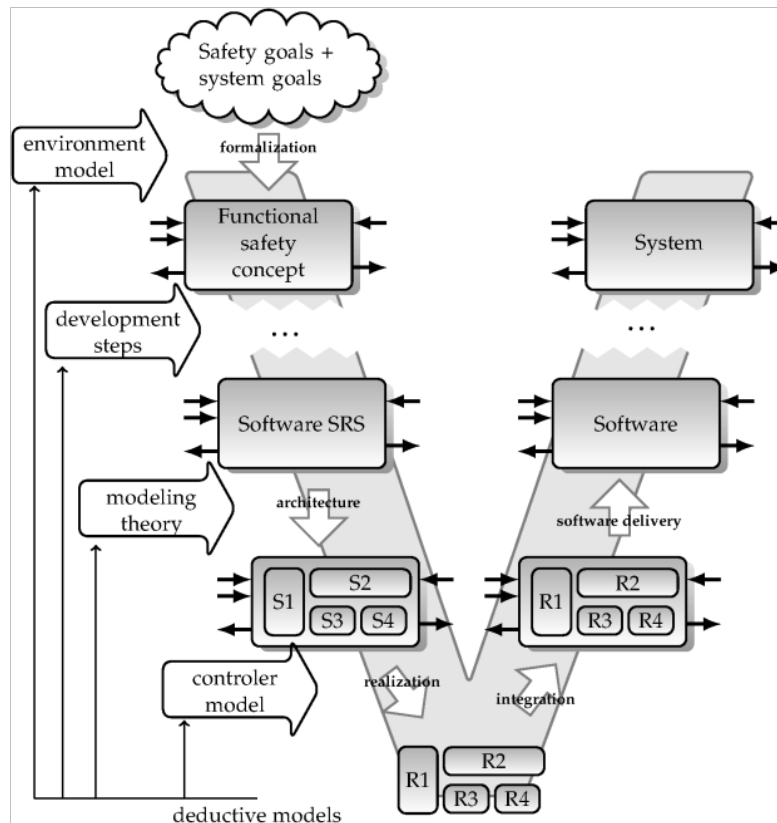 Safety goals +
system goals
environment
model
formalization
Functional
safety
concept
System
development
steps
...
...
Software SRS
Software
modeling
theory
architecture
software delivery
S1
S2
S3
S4
R1
R2
R3
R4
controler
model
realization
integration
R1
R2
R3
R4
deductive models